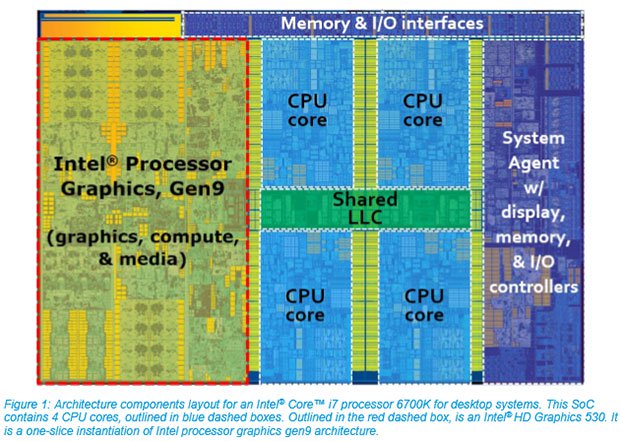 Memory & I/O interfaces
CPU
core
CPU
core
Intel® Processor
Graphics, Gen9
(graphics, compute,
& media)
Shared
LLC
System
Agent
w/
display,
memory,
& I/O
controllers
CPU
core
CPU
core
Figure 1: Architecture components layout for an Intel® Core™ i7 processor 6700K for desktop systems. This SoC
contains 4 CPU cores, outlined in blue dashed boxes. Outlined in the red dashed box, is an Intel® HD Graphics 530. It
is a one-slice instantiation of Intel processor graphics gen9 architecture.